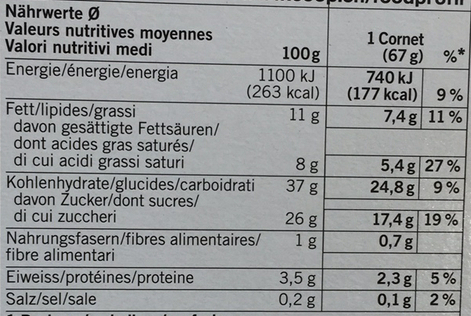 Nährwerte Ø
Valeurs nutritives moyennes
Valori nutritivi medi 100g 1 Cornet (67 g) %*
Energie/énergie/energia 1100 kJ 740 kJ
(263 kcal) (177 kcal) 9 %
Fett/lipides/grassi 11 g 7,4 g 11 %
davon gesättigte Fettsäuren/
dont acides gras saturés/
di cui acidi grassi saturi 8 g 5,4 g 27 %
Kohlenhydrate/glucides/carboidrati 37 g 24,8 g 9 %
davon Zucker/dont sucres/
di cui zuccheri 26 g 17,4 g 19 %
Nahrungsfasern/fibres alimentaires/ 1 g 0,7 g
fibre alimentari
Eiweiss/protéines/proteine 3,5 g 2,3 g 5 %
Salz/sel/sale 0,2 g 0,1 g 2 %